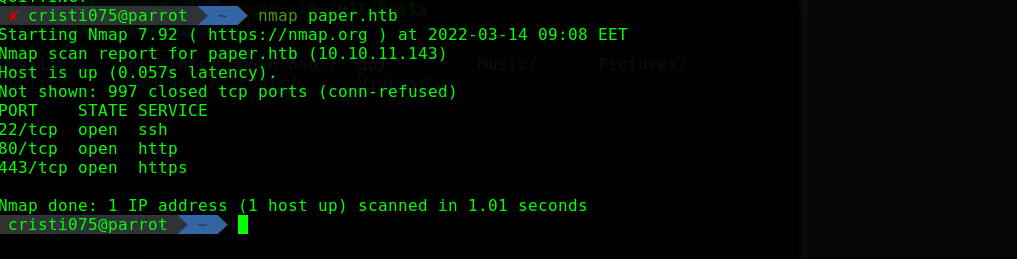 ✘ cristi075@parrot ~ nmap paper.htb
Starting Nmap 7.92 ( https://nmap.org ) at 2022-03-14 09:08 EET
Nmap scan report for paper.htb (10.10.11.143)
Music/ Pictures/
Host is up (0.057s latency).
Not shown: 997 closed tcp ports (conn-refused)
PORT STATE SERVICE
22/tcp open ssh
80/tcp open http
443/tcp open https
Nmap done: 1 IP address (1 host up) scanned in 1.01 seconds
cristi075@parrot ~